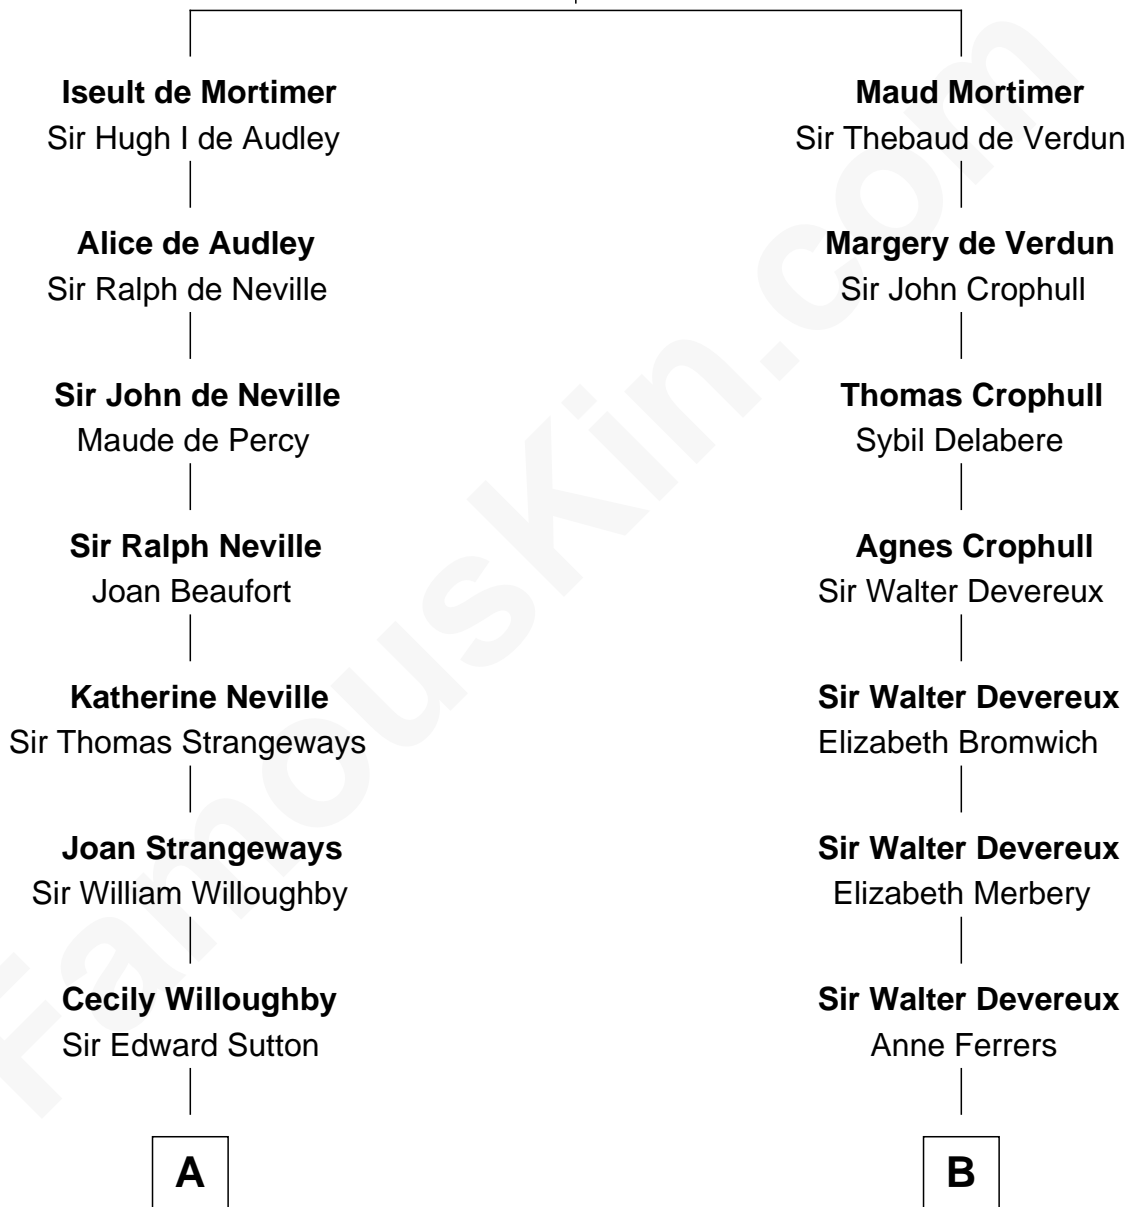 Iseult de Mortimer
Sir Hugh I de Audley
Alice de Audley
Sir Ralph de Neville
Sir John de Neville
Maude de Percy
Sir Ralph Neville
Joan Beaufort
Katherine Neville
Sir Thomas Strangeways
Joan Strangeways
Sir William Willoughby
Cecily Willoughby
Sir Edward Sutton
A
Maud Mortimer
Sir Thebaud de Verdun
Margery de Verdun
Sir John Crophull
Thomas Crophull
Sybil Delabere
Agnes Crophull
Sir Walter Devereux
Sir Walter Devereux
Elizabeth Bromwich
Sir Walter Devereux
Elizabeth Merbery
Sir Walter Devereux
Anne Ferrers
B
FamousKin.com